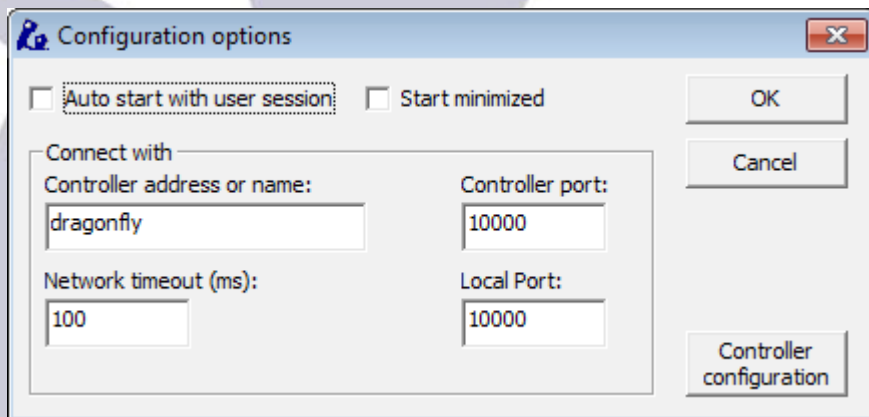 Configuration options
Auto start with user session
Start minimized
OK
Connect with
Cancel
Controller address or name:
Controller port:
dragonfly
10000
Network timeout (ms):
Local Port:
100
10000
Controller
configuration